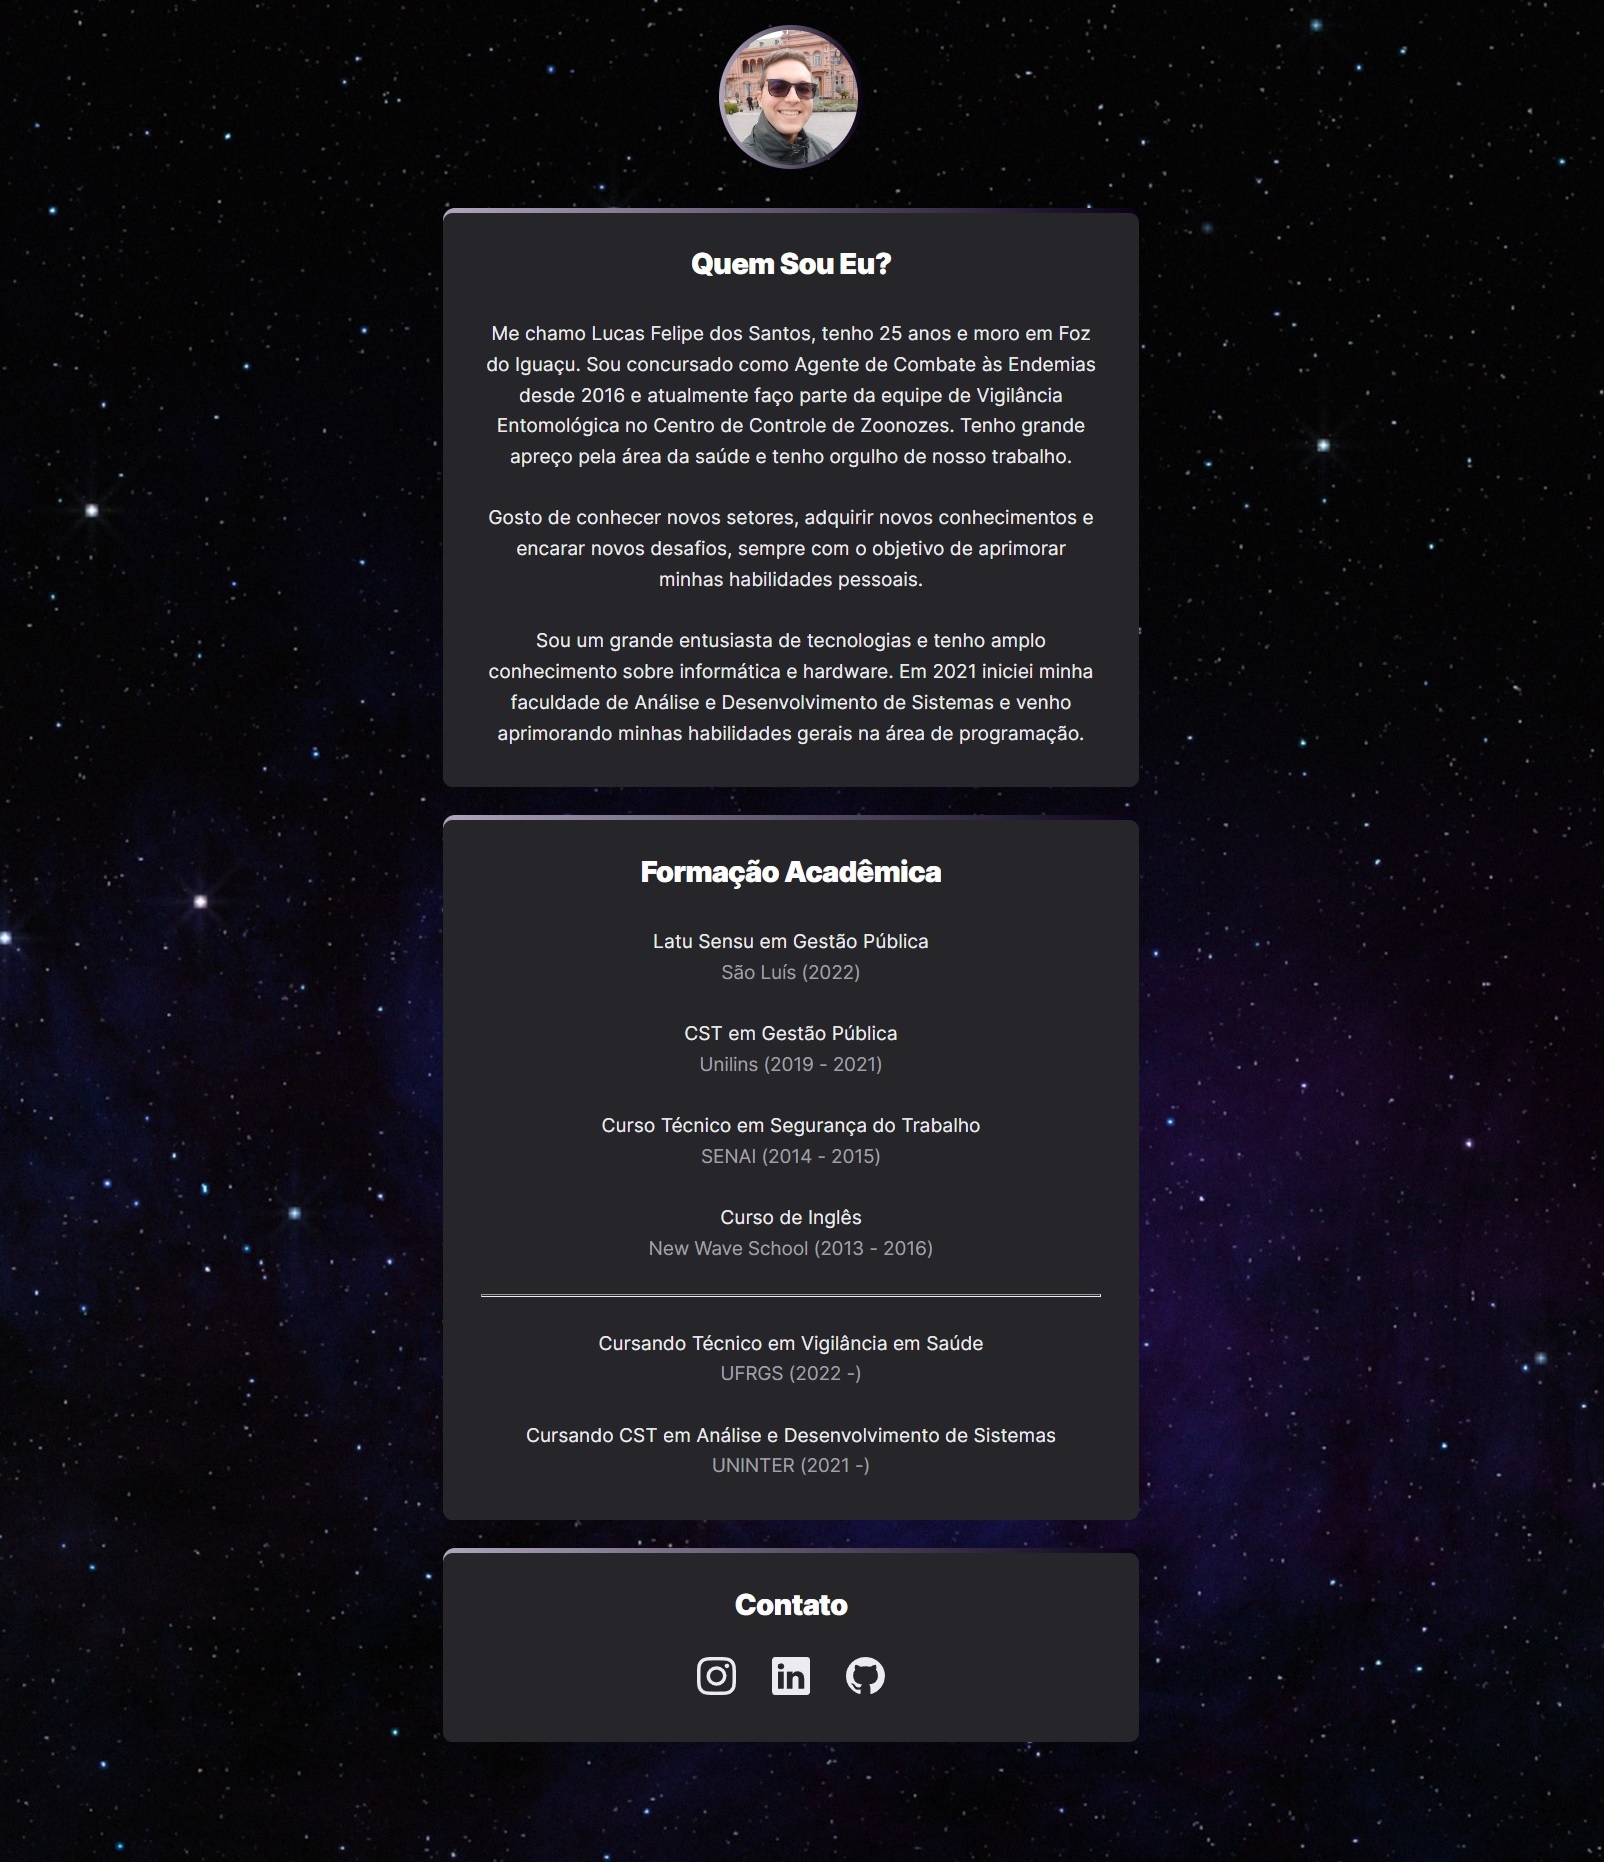 Quem Sou Eu?
Me chamo Lucas Felipe dos Santos, tenho 25 anos e moro em Foz
do Iguaçu. Sou concursado como Agente de Combate às Endemias
desde 2016 e atualmente faço parte da equipe de Vigilância
Entomológica no Centro de Controle de Zoonozes. Tenho grande
apreço pela área da saúde e tenho orgulho de nosso trabalho.
Gosto de conhecer novos setores, adquirir novos conhecimentos e
encarar novos desafios, sempre com o objetivo de aprimorar
minhas habilidades pessoais.
Sou um grande entusiasta de tecnologias e tenho amplo
conhecimento sobre informática e hardware. Em 2021 iniciei minha
faculdade de Análise e Desenvolvimento de Sistemas e venho
aprimorando minhas habilidades gerais na área de programação.
Formação Acadêmica
Latu Sensu em Gestão Pública
São Luís (2022)
CST em Gestão Pública
Unilins (2019 - 2021)
Curso Técnico em Segurança do Trabalho
SENAI (2014 - 2015)
Curso de Inglês
New Wave School (2013 - 2016)
Cursando Técnico em Vigilância em Saúde
UFRGS (2022 -)
Cursando CST em Análise e Desenvolvimento de Sistemas
UNINTER (2021 -)
Contato
in